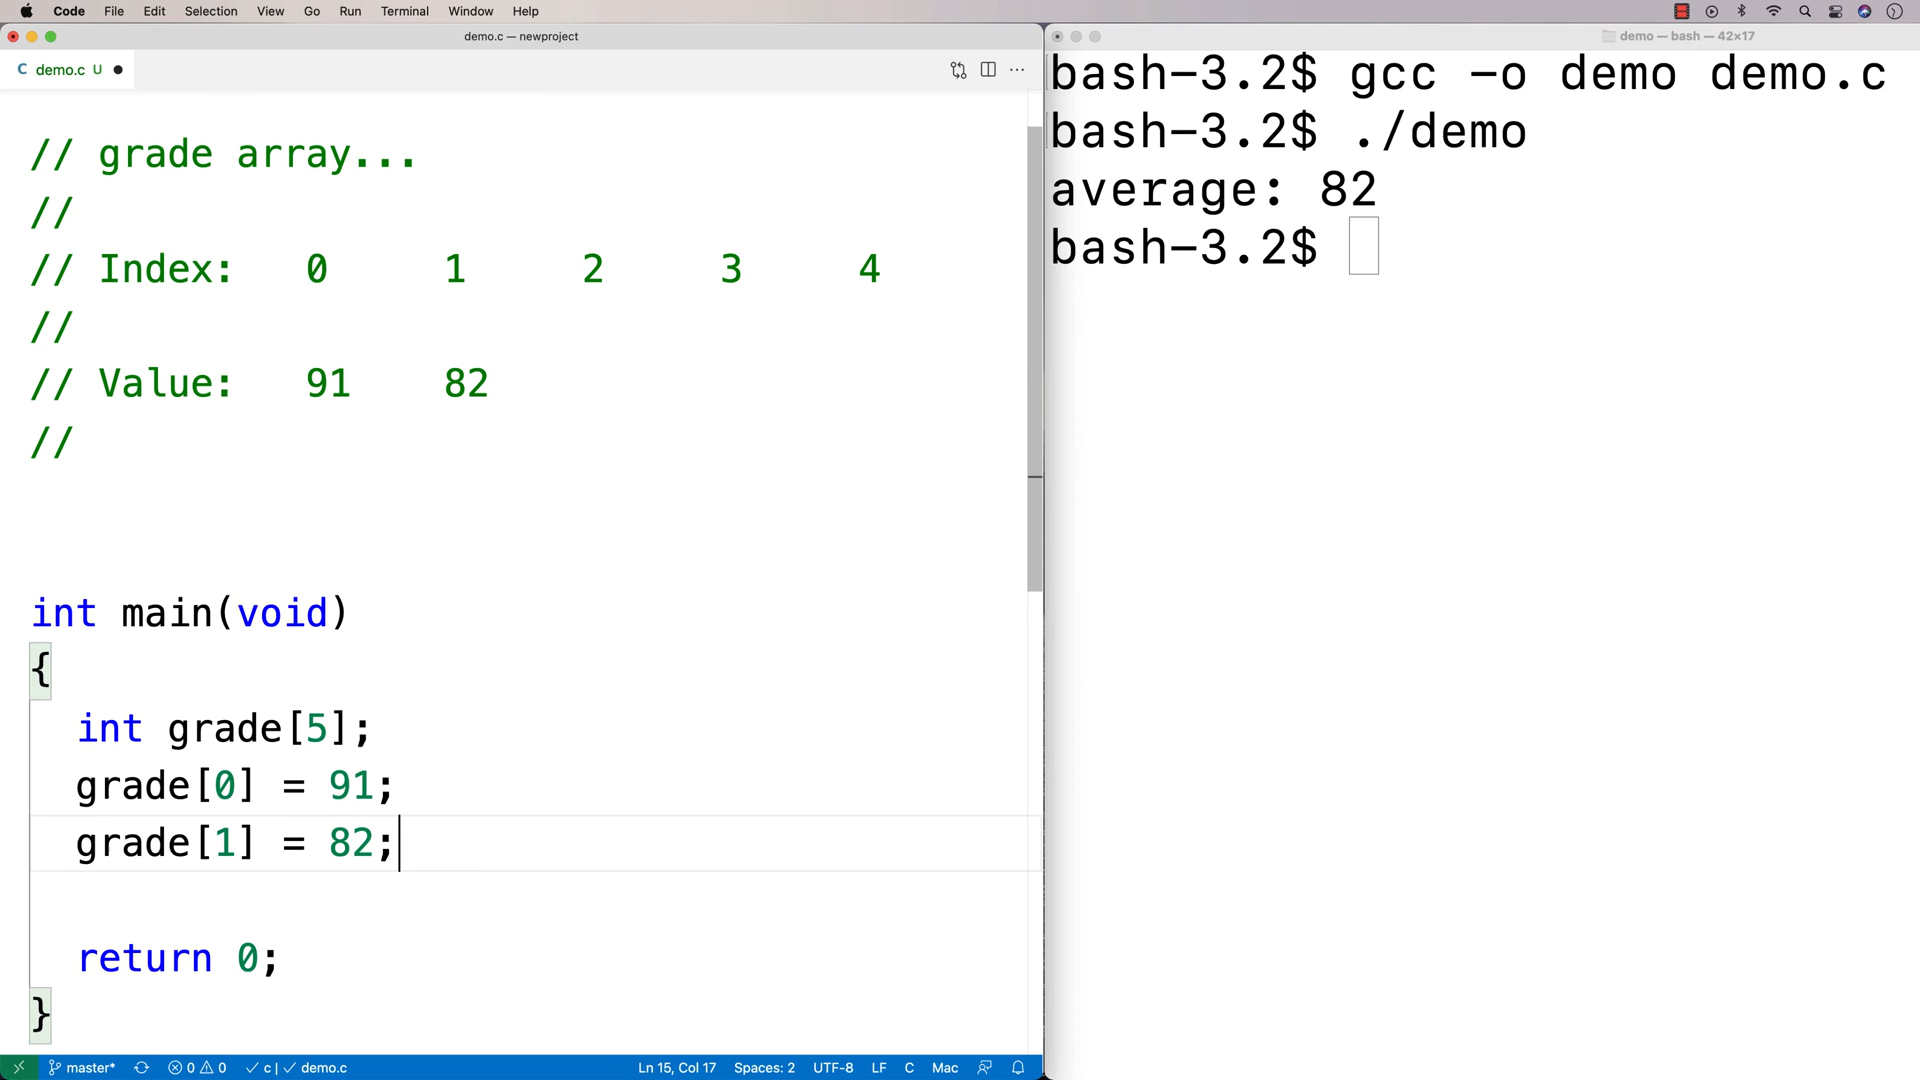 Code File Edit Selection View Go Run Terminal Window Help
demo.c — newproject
C demo.c U
// grade array...
//
// Index: 0 1 2 3 4
//
// Value: 91 82
//
int main(void)
{
int grade[5];
grade[0] = 91;
grade[1] = 82;
return 0;
}
master* 0 0 c | demo.c Ln 15, Col 17 Spaces: 2 UTF-8 LF C Mac
demo — bash — 42×17
bash-3.2$ gcc -o demo demo.c
bash-3.2$ ./demo
average: 82
bash-3.2$